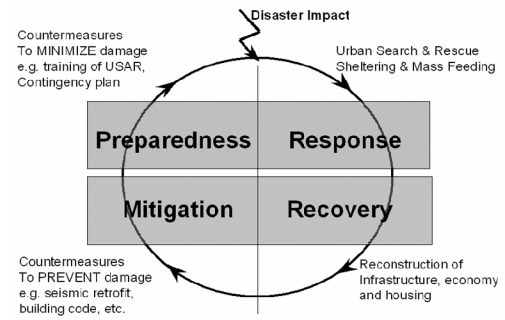 Disaster Impact
Countermeasures
To MINIMIZE damage
e.g. training of USAR,
Contingency plan
Urban Search & Rescue
Sheltering & Mass Feeding
Preparedness
Response
Mitigation
Recovery
Countermeasures
To PREVENT damage
e.g. seismic retrofit,
building code, etc.
Reconstruction of
Infrastructure, economy
and housing